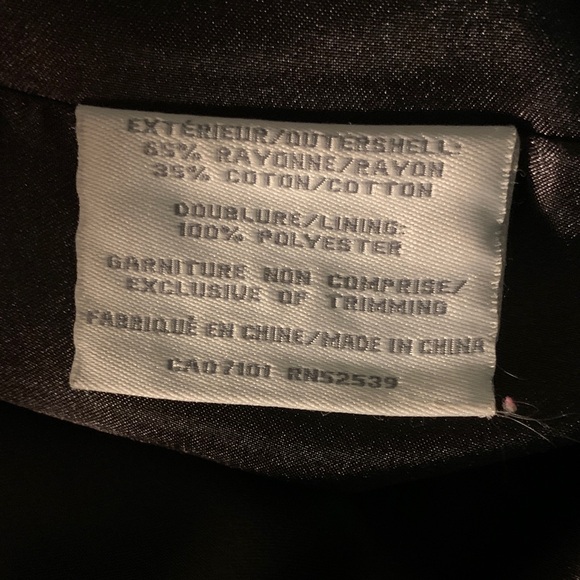 EXTÉRIEUR/OUTERSHELL:
65% RAYONNE/RAYON
35% COTON/COTTON
DOUBLURE/LINING:
100% POLYESTER
GARNITURE NON COMPRISE/
EXCLUSIVE OF TRIMMING
FABRIQUÉ EN CHINE/MADE IN CHINA
CA07101 RN52539